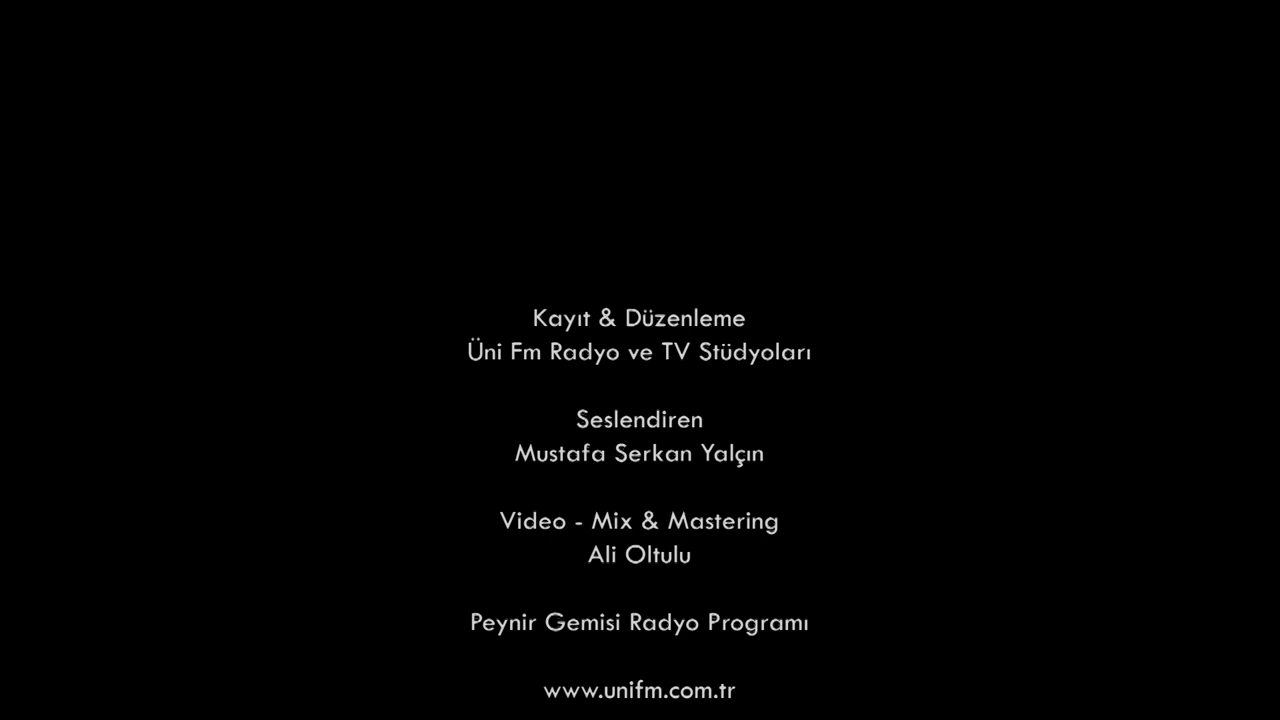 Kayıt & Düzenleme
Üni Fm Radyo ve TV Stüdyoları
Seslendiren
Mustafa Serkan Yalçın
Video - Mix & Mastering
Ali Oltulu
Peynir Gemisi Radyo Programı
www.unifm.com.tr